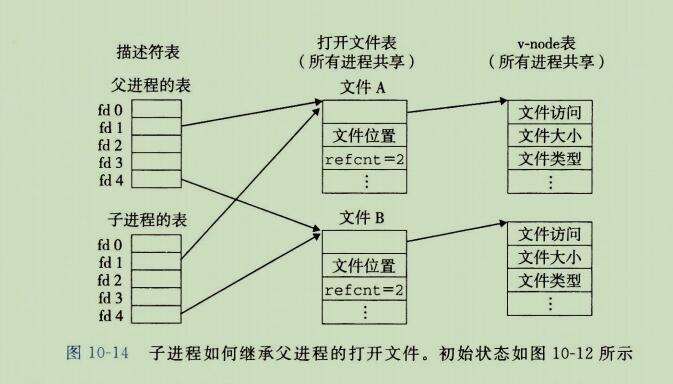 描述符表
打开文件表
（所有进程共享）
v-node表
（所有进程共享）
父进程的表
fd 0
fd 1
fd 2
fd 3
fd 4
文件 A
文件位置
refcnt=2
⋮
文件访问
文件大小
文件类型
⋮
子进程的表
fd 0
fd 1
fd 2
fd 3
fd 4
文件 B
文件位置
refcnt=2
⋮
文件访问
文件大小
文件类型
⋮
图 10-14 子进程如何继承父进程的打开文件。初始状态如图 10-12 所示